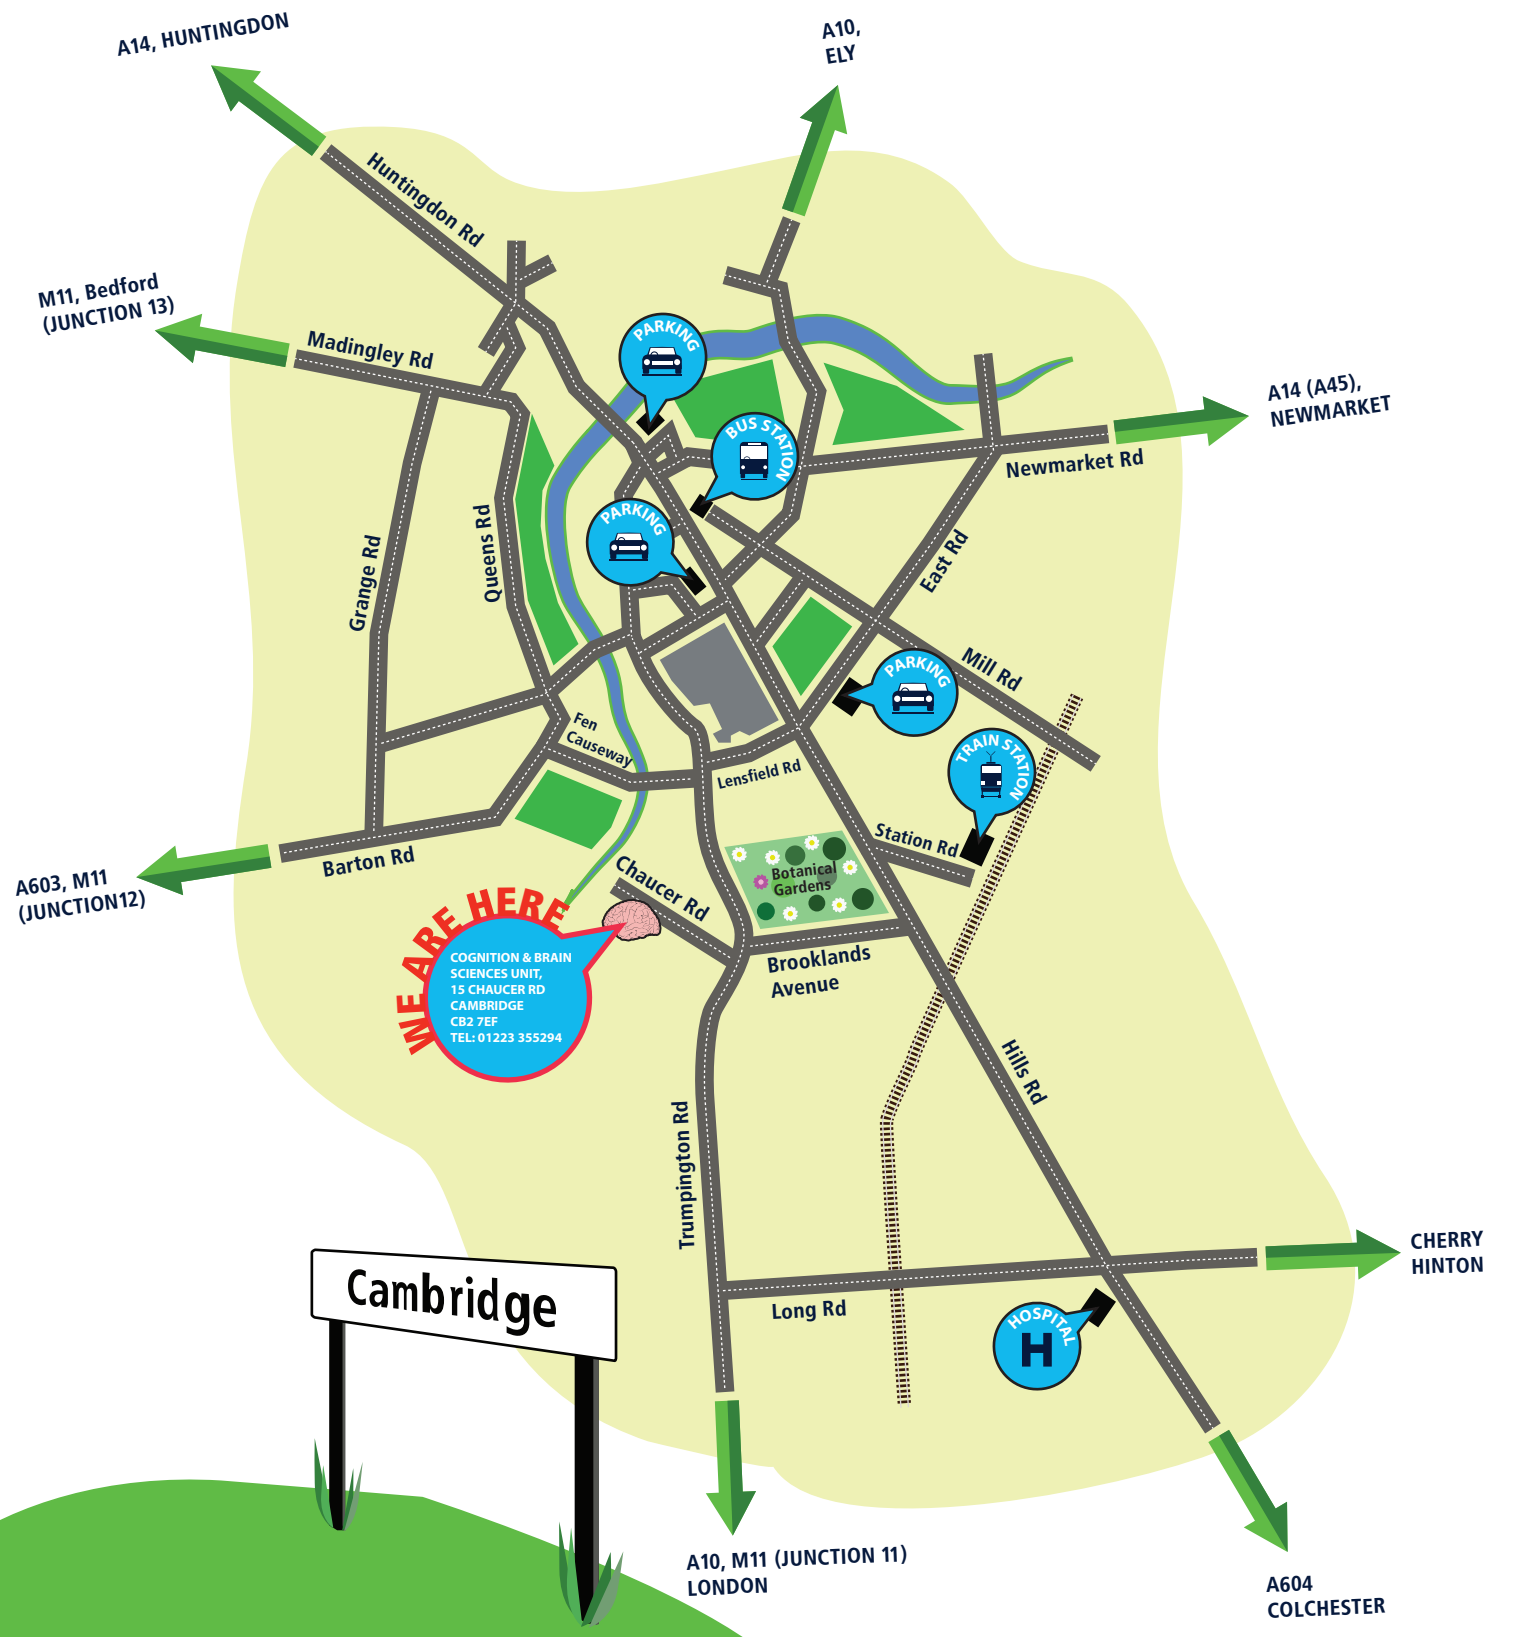 A14, HUNTINGDON
A10,
ELY
Huntingdon Rd
M11, Bedford
(JUNCTION 13)
Madingley Rd
PARKING
A14 (A45),
NEWMARKET
BUS STATION
Newmarket Rd
Queens Rd
PARKING
Grange Rd
East Rd
Mill Rd
PARKING
Fen
Causeway
TRAIN STATION
Lensfield Rd
Station Rd
Barton Rd
A603, M11
(JUNCTION12)
Chaucer Rd
Botanical
Gardens
WE ARE HERE
COGNITION & BRAIN
SCIENCES UNIT,
15 CHAUCER RD
CAMBRIDGE
CB2 7EF
TEL: 01223 355294
Brooklands
Avenue
Hills Rd
Trumpington Rd
CHERRY
HINTON
Cambridge
Long Rd
HOSPITAL
H
A10, M11 (JUNCTION 11)
LONDON
A604
COLCHESTER